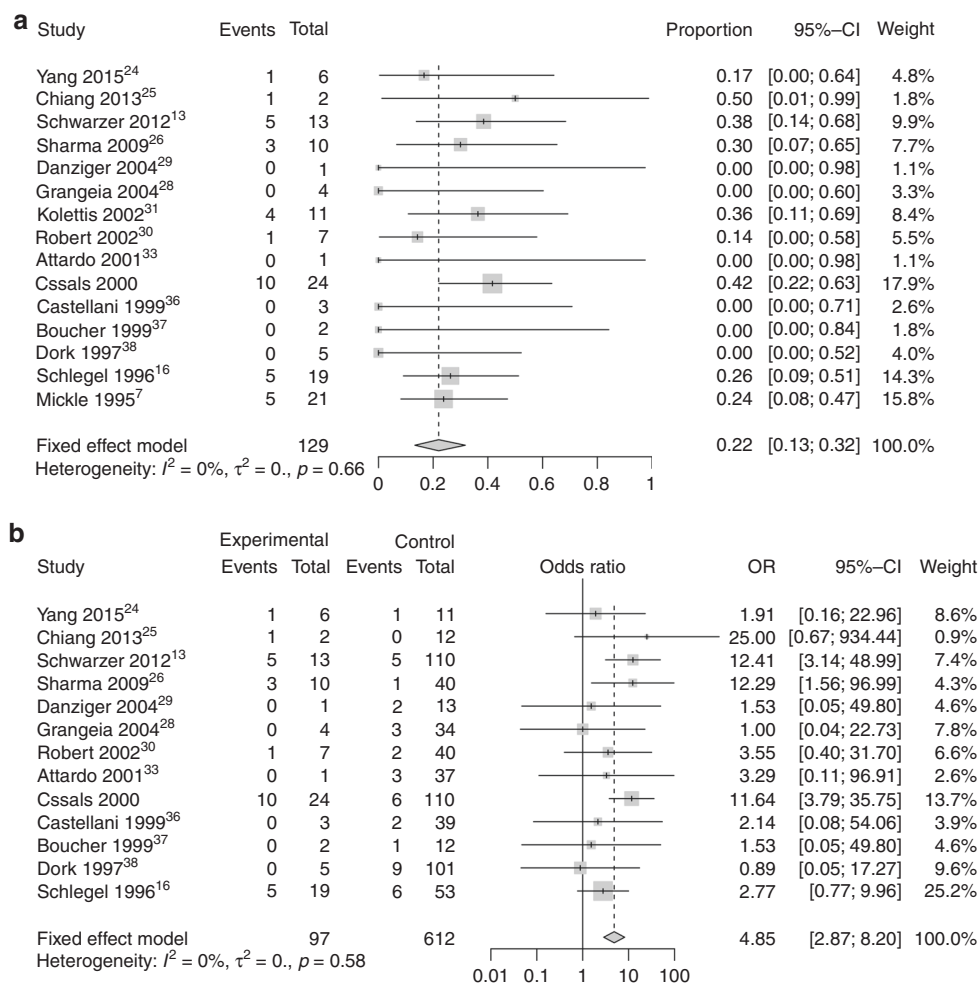 a Study Events Total Proportion 95%–CI Weight
Yang 201524 1 6 0.17 [0.00; 0.64] 4.8%
Chiang 201325 1 2 0.50 [0.01; 0.99] 1.8%
Schwarzer 201213 5 13 0.38 [0.14; 0.68] 9.9%
Sharma 200926 3 10 0.30 [0.07; 0.65] 7.7%
Danziger 200429 0 1 0.00 [0.00; 0.98] 1.1%
Grangeia 200428 0 4 0.00 [0.00; 0.60] 3.3%
Kolettis 200231 4 11 0.36 [0.11; 0.69] 8.4%
Robert 200230 1 7 0.14 [0.00; 0.58] 5.5%
Attardo 200133 0 1 0.00 [0.00; 0.98] 1.1%
Cssals 2000 10 24 0.42 [0.22; 0.63] 17.9%
Castellani 199936 0 3 0.00 [0.00; 0.71] 2.6%
Boucher 199937 0 2 0.00 [0.00; 0.84] 1.8%
Dork 199738 0 5 0.00 [0.00; 0.52] 4.0%
Schlegel 199616 5 19 0.26 [0.09; 0.51] 14.3%
Mickle 19957 5 21 0.24 [0.08; 0.47] 15.8%
Fixed effect model 129 0.22 [0.13; 0.32] 100.0%
Heterogeneity: I2 = 0%, τ2 = 0., p = 0.66
0 0.2 0.4 0.6 0.8 1
b Experimental Control
Study Events Total Events Total Odds ratio OR 95%–CI Weight
Yang 201524 1 6 1 11 1.91 [0.16; 22.96] 8.6%
Chiang 201325 1 2 0 12 25.00 [0.67; 934.44] 0.9%
Schwarzer 201213 5 13 5 110 12.41 [3.14; 48.99] 7.4%
Sharma 200926 3 10 1 40 12.29 [1.56; 96.99] 4.3%
Danziger 200429 0 1 2 13 1.53 [0.05; 49.80] 4.6%
Grangeia 200428 0 4 3 34 1.00 [0.04; 22.73] 7.8%
Robert 200230 1 7 2 40 3.55 [0.40; 31.70] 6.6%
Attardo 200133 0 1 3 37 3.29 [0.11; 96.91] 2.6%
Cssals 2000 10 24 6 110 11.64 [3.79; 35.75] 13.7%
Castellani 199936 0 3 2 39 2.14 [0.08; 54.06] 3.9%
Boucher 199937 0 2 1 12 1.53 [0.05; 49.80] 4.6%
Dork 199738 0 5 9 101 0.89 [0.05; 17.27] 9.6%
Schlegel 199616 5 19 6 53 2.77 [0.77; 9.96] 25.2%
Fixed effect model 97 612 4.85 [2.87; 8.20] 100.0%
Heterogeneity: I2 = 0%, τ2 = 0., p = 0.58
0.01 0.1 1 10 100